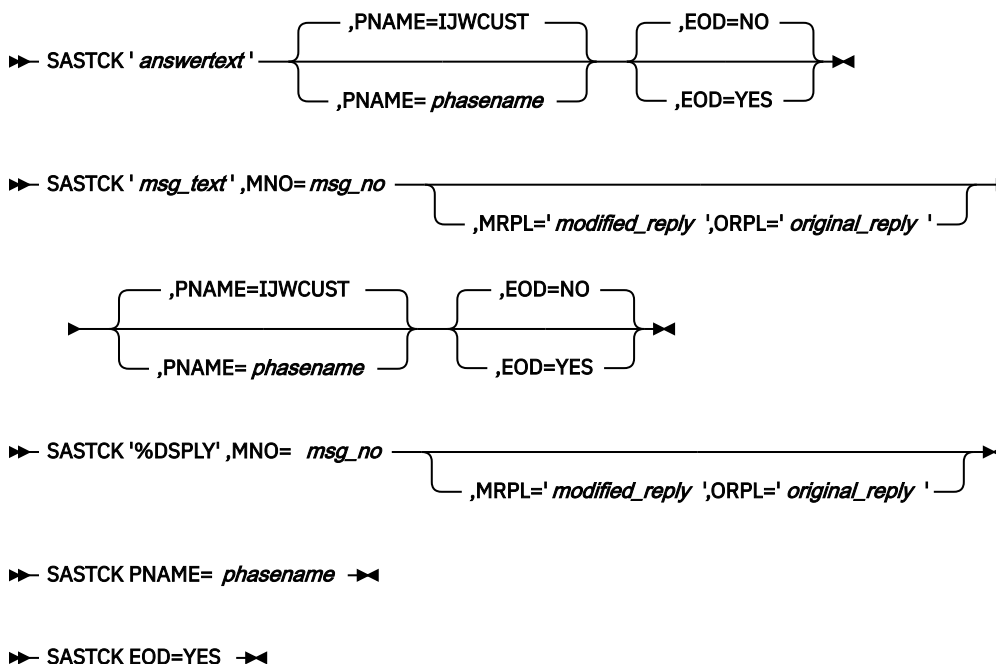 ,PNAME=IJWCUST ,EOD=NO
SASTCK ' answertext '
,PNAME= phasename ,EOD=YES
SASTCK ' msg_text ' ,MNO= msg_no
,MRPL=' modified_reply ',ORPL=' original_reply '
,PNAME=IJWCUST ,EOD=NO
,PNAME= phasename ,EOD=YES
SASTCK '%DSPLY' ,MNO= msg_no
,MRPL=' modified_reply ',ORPL=' original_reply '
SASTCK PNAME= phasename
SASTCK EOD=YES